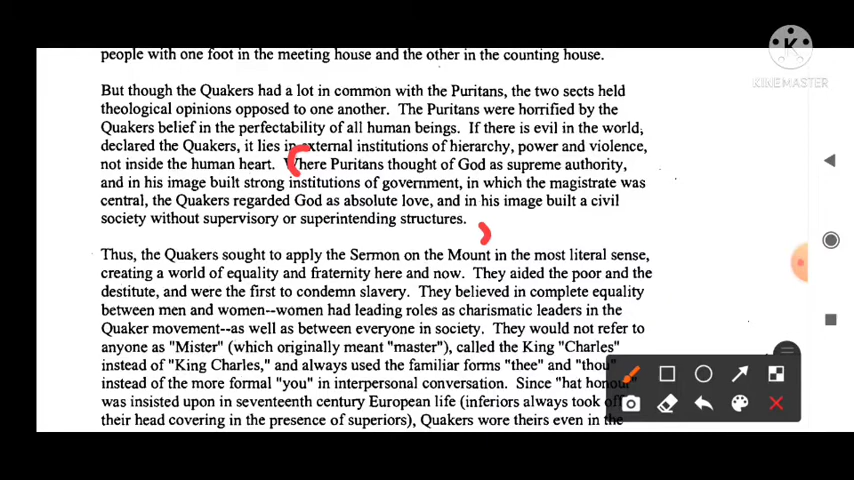 people with one foot in the meeting house and the other in the counting house.
K
KINEMASTER
But though the Quakers had a lot in common with the Puritans, the two sects held
theological opinions opposed to one another. The Puritans were horrified by the
Quakers belief in the perfectability of all human beings. If there is evil in the world,
declared the Quakers, it lies in external institutions of hierarchy, power and violence,
not inside the human heart. Where Puritans thought of God as supreme authority,
and in his image built strong institutions of government, in which the magistrate was
central, the Quakers regarded God as absolute love, and in his image built a civil
society without supervisory or superintending structures.
Thus, the Quakers sought to apply the Sermon on the Mount in the most literal sense,
creating a world of equality and fraternity here and now. They aided the poor and the
destitute, and were the first to condemn slavery. They believed in complete equality
between men and women--women had leading roles as charismatic leaders in the
Quaker movement--as well as between everyone in society. They would not refer to
anyone as "Mister" (which originally meant "master"), called the King "Charles"
instead of "King Charles," and always used the familiar forms "thee" and "thou"
instead of the more formal "you" in interpersonal conversation. Since "hat honour"
was insisted upon in seventeenth century European life (inferiors always took off
their head covering in the presence of superiors), Quakers wore theirs even in the